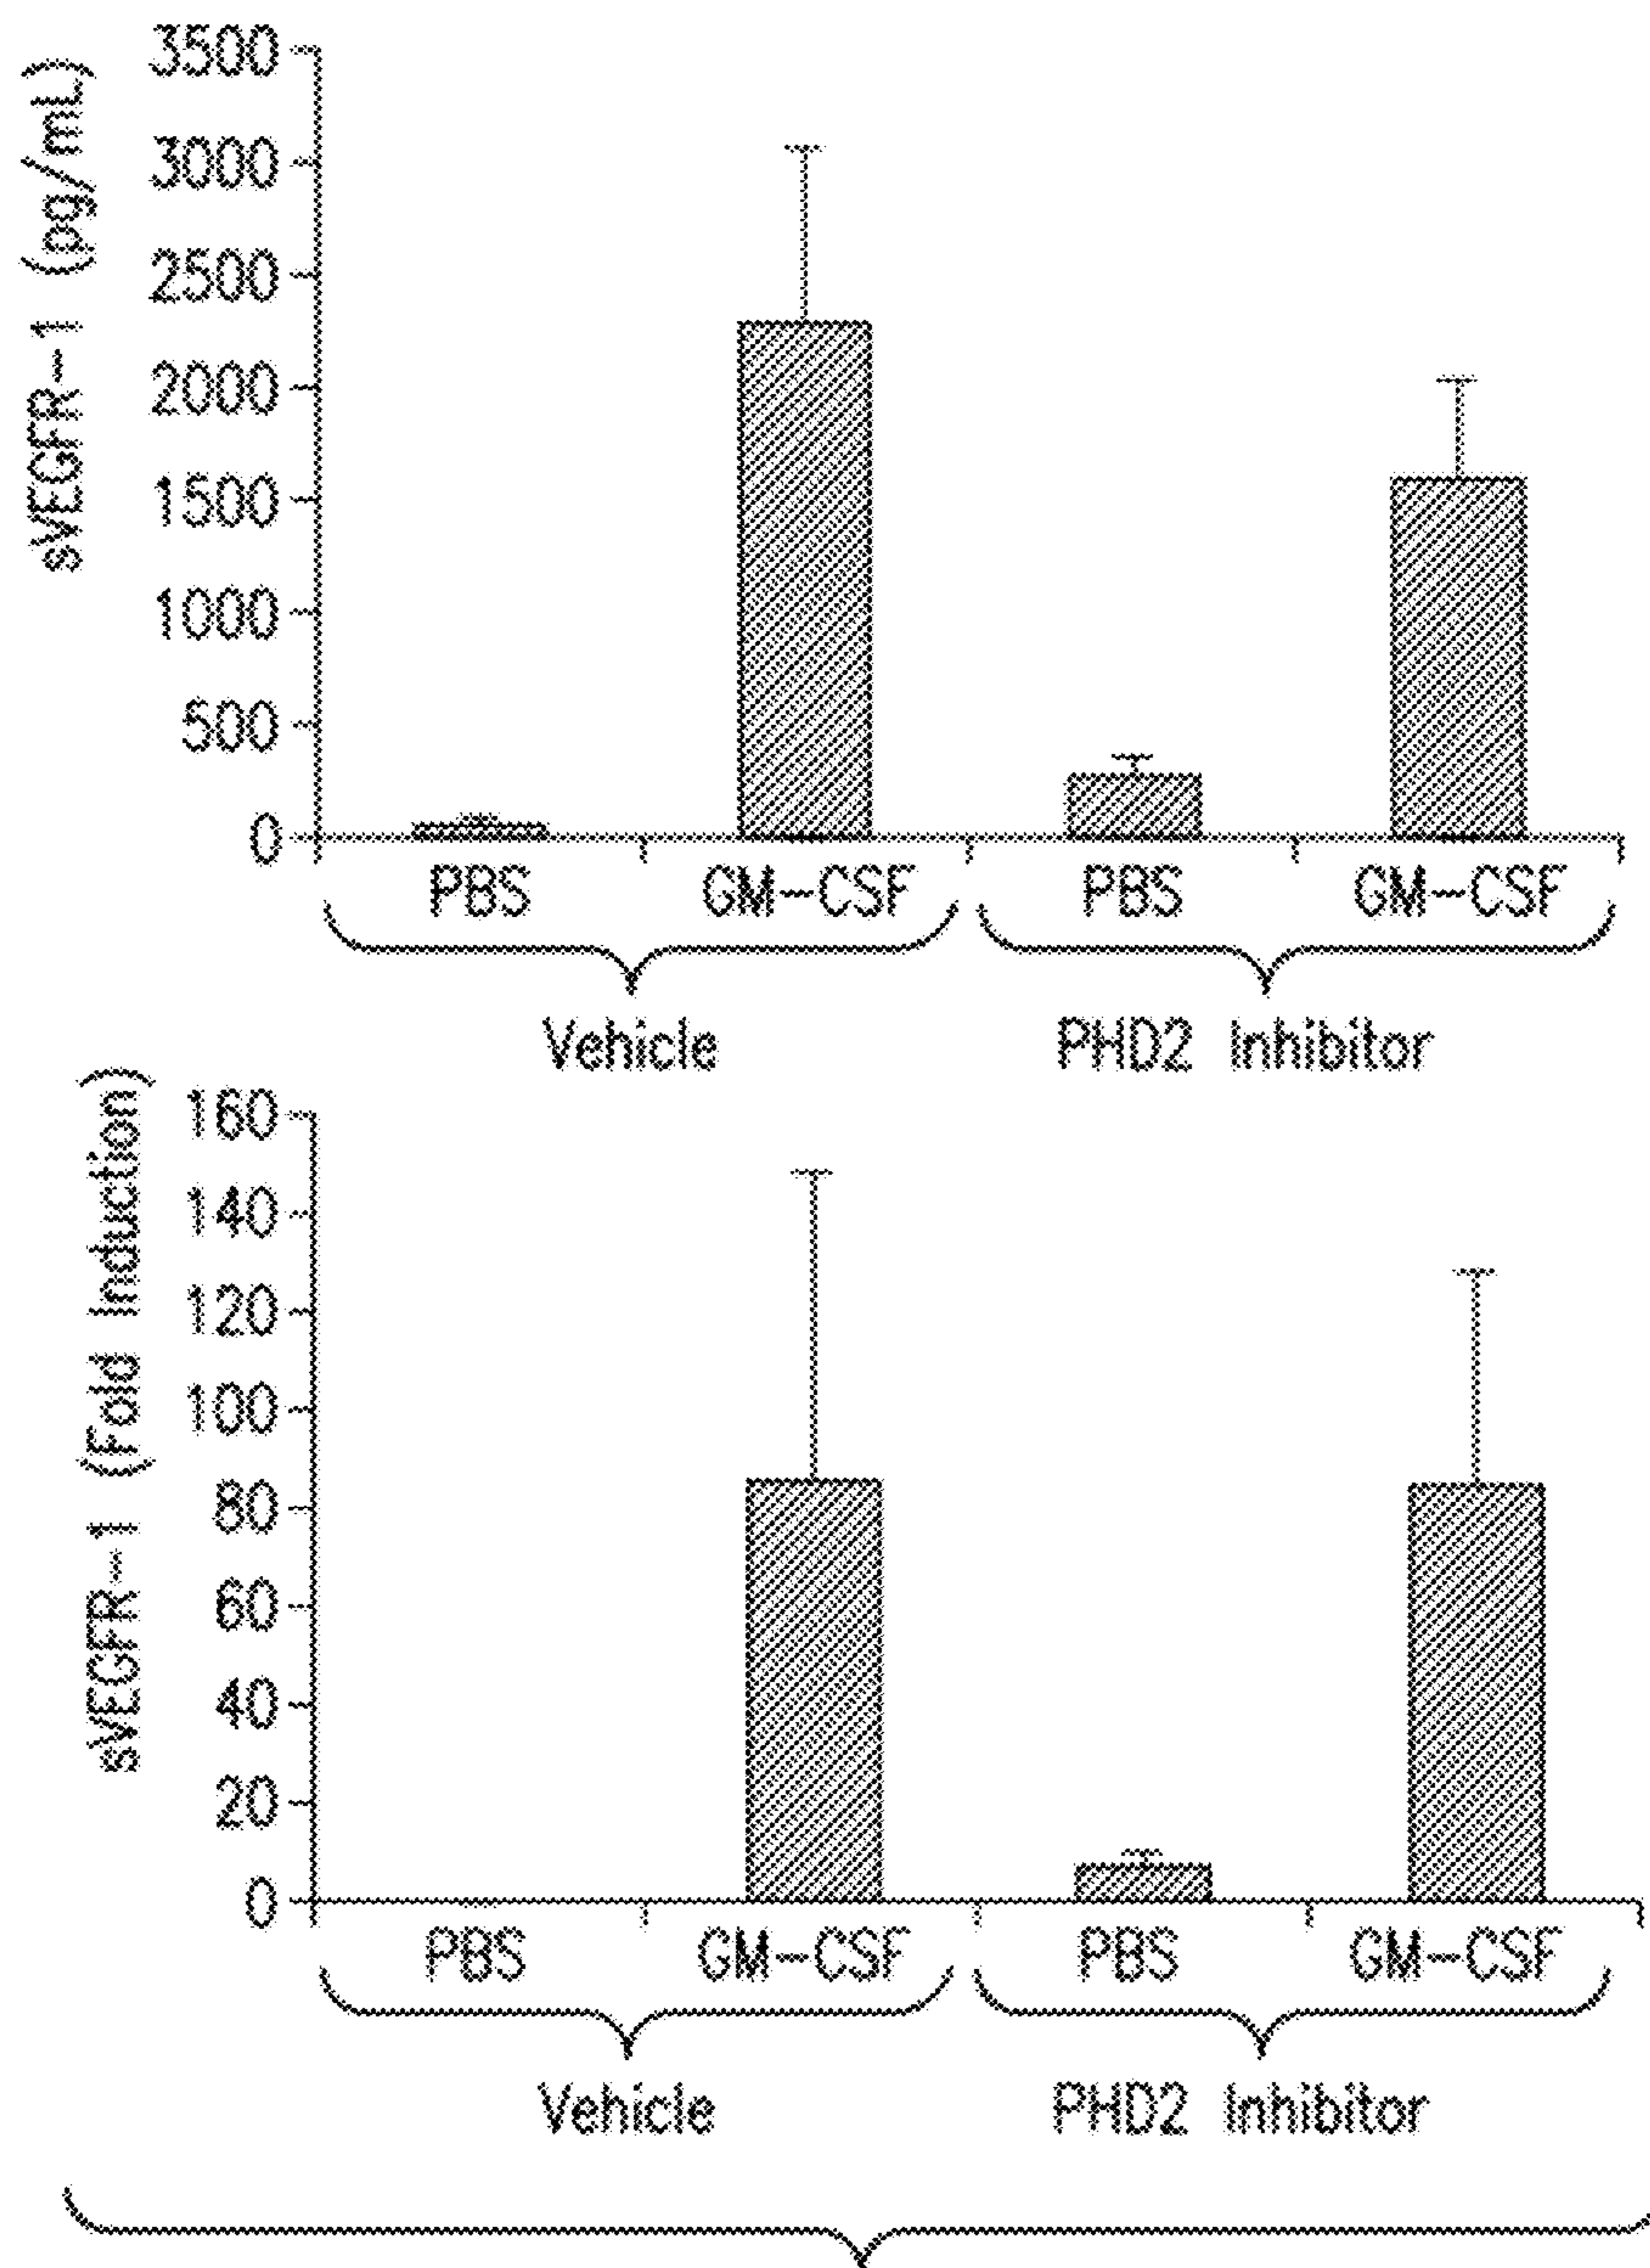 sVEGFR-1 (pg/mL)
3500
3000
2500
2000
1500
1000
500
0
PBS GM-CSF PBS GM-CSF
Vehicle PHD2 Inhibitor
sVEGFR-1 (Fold Induction)
160
140
120
100
80
60
40
20
0
PBS GM-CSF PBS GM-CSF
Vehicle PHD2 Inhibitor